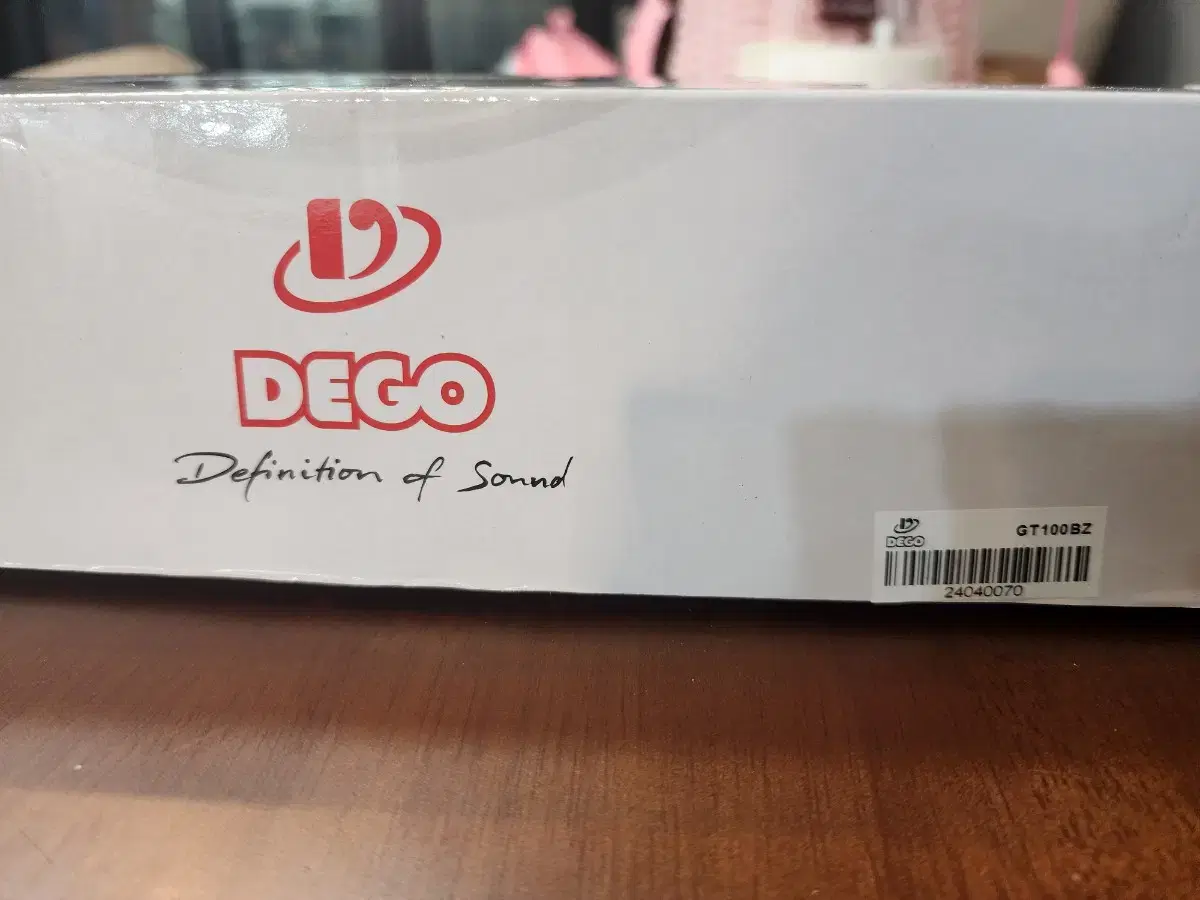 DEGO
Definition of Sound
DEGO
GT100BZ
24040070